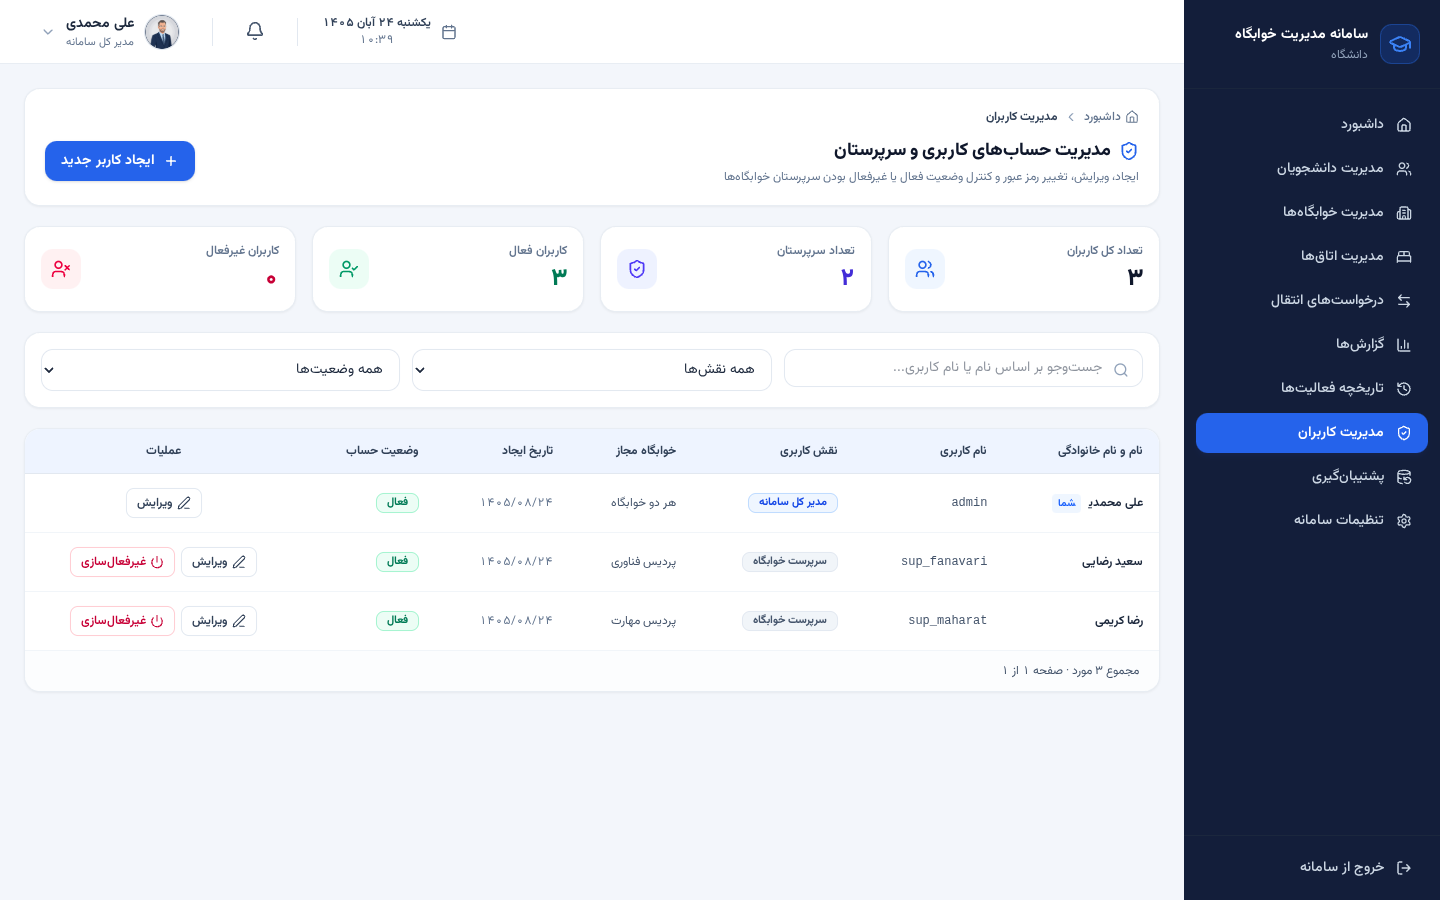 سامانه مدیریت خوابگاه
دانشگاه
داشبورد
مدیریت دانشجویان
مدیریت خوابگاه‌ها
مدیریت اتاق‌ها
درخواست‌های انتقال
گزارش‌ها
تاریخچه فعالیت‌ها
مدیریت کاربران
پشتیبان‌گیری
تنظیمات سامانه
خروج از سامانه
یکشنبه ۲۴ آبان ۱۴۰۵
۱۰:۳۹
علی محمدی
مدیر کل سامانه
داشبورد
مدیریت کاربران
مدیریت حساب‌های کاربری و سرپرستان
ایجاد، ویرایش، تغییر رمز عبور و کنترل وضعیت فعال یا غیرفعال بودن سرپرستان خوابگاه‌ها
ایجاد کاربر جدید
تعداد کل کاربران
۳
تعداد سرپرستان
۲
کاربران فعال
۳
کاربران غیرفعال
۰
جست‌وجو بر اساس نام یا نام کاربری...
همه نقش‌ها
همه وضعیت‌ها
نام و نام خانوادگی نام کاربری نقش کاربری خوابگاه مجاز تاریخ ایجاد وضعیت حساب عملیات
علی محمدی شما admin مدیر کل سامانه هر دو خوابگاه ۱۴۰۵/۰۸/۲۴ فعال ویرایش
سعید رضایی sup_fanavari سرپرست خوابگاه پردیس فناوری ۱۴۰۵/۰۸/۲۴ فعال ویرایش غیرفعال‌سازی
رضا کریمی sup_maharat سرپرست خوابگاه پردیس مهارت ۱۴۰۵/۰۸/۲۴ فعال ویرایش غیرفعال‌سازی
مجموع ۳ مورد · صفحه ۱ از ۱